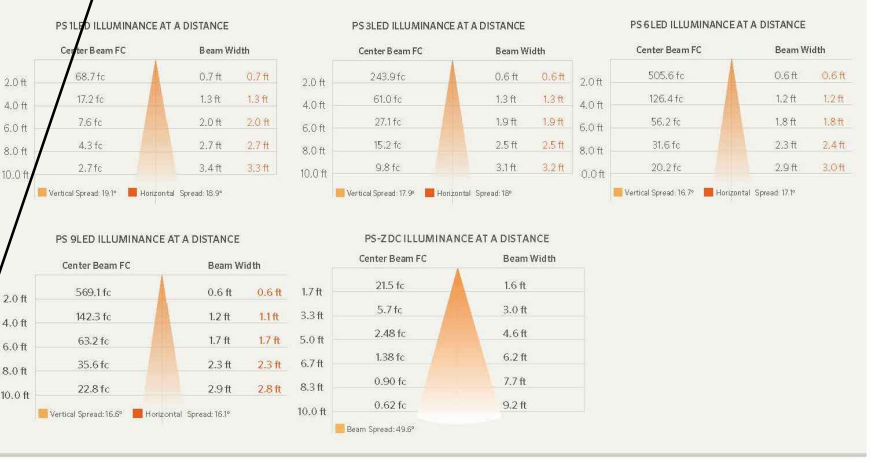 PS 1LED ILLUMINANCE AT A DISTANCE
Center Beam FC Beam Width
2.0 ft 68.7 fc 0.7 ft 0.7 ft
4.0 ft 17.2 fc 1.3 ft 1.3 ft
6.0 ft 7.6 fc 2.0 ft 2.0 ft
8.0 ft 4.3 fc 2.7 ft 2.7 ft
10.0 ft 2.7 fc 3.4 ft 3.3 ft
Vertical Spread: 19.1° Horizontal Spread: 18.9°
PS 3LED ILLUMINANCE AT A DISTANCE
Center Beam FC Beam Width
2.0 ft 243.9 fc 0.6 ft 0.6 ft
4.0 ft 61.0 fc 1.3 ft 1.3 ft
6.0 ft 27.1 fc 1.9 ft 1.9 ft
8.0 ft 15.2 fc 2.5 ft 2.5 ft
10.0 ft 9.8 fc 3.1 ft 3.2 ft
Vertical Spread: 17.9° Horizontal Spread: 18°
PS 6 LED ILLUMINANCE AT A DISTANCE
Center Beam FC Beam Width
2.0 ft 505.6 fc 0.6 ft 0.6 ft
4.0 ft 126.4 fc 1.2 ft 1.2 ft
6.0 ft 56.2 fc 1.8 ft 1.8 ft
8.0 ft 31.6 fc 2.3 ft 2.4 ft
0.0 ft 20.2 fc 2.9 ft 3.0 ft
Vertical Spread: 16.7° Horizontal Spread: 17.1°
PS 9LED ILLUMINANCE AT A DISTANCE
Center Beam FC Beam Width
2.0 ft 569.1 fc 0.6 ft 0.6 ft
4.0 ft 142.3 fc 1.2 ft 1.1 ft
6.0 ft 63.2 fc 1.7 ft 1.7 ft
8.0 ft 35.6 fc 2.3 ft 2.3 ft
10.0 ft 22.8 fc 2.9 ft 2.8 ft
Vertical Spread: 16.6° Horizontal Spread: 16.1°
PS-ZDC ILLUMINANCE AT A DISTANCE
Center Beam FC Beam Width
1.7 ft 21.5 fc 1.6 ft
3.3 ft 5.7 fc 3.0 ft
5.0 ft 2.48 fc 4.6 ft
6.7 ft 1.38 fc 6.2 ft
8.3 ft 0.90 fc 7.7 ft
10.0 ft 0.62 fc 9.2 ft
Beam Spread: 49.6°